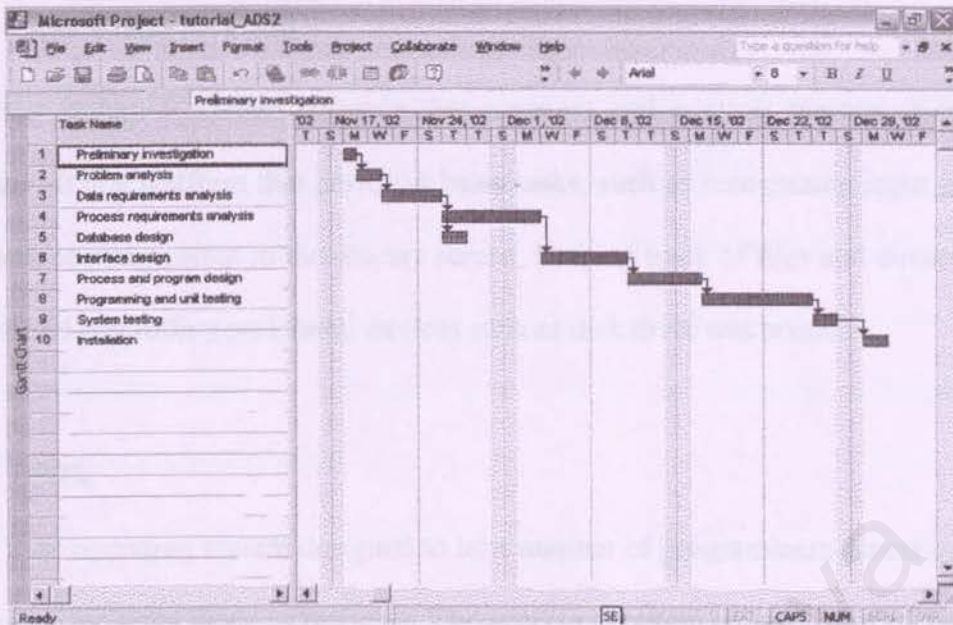 Microsoft Project - tutorial_ADS2
File Edit View Insert Format Tools Project Collaborate Window Help Type a question for help
Arial 8 B I U
Preliminary investigation
Task Name '02 Nov 17, '02 Nov 24, '02 Dec 1, '02 Dec 8, '02 Dec 15, '02 Dec 22, '02 Dec 29, '02
T S M W F S T T S M W F S T T S M W F S T T S M W F
1 Preliminary investigation
2 Problem analysis
3 Data requirements analysis
4 Process requirements analysis
5 Database design
6 Interface design
7 Process and program design
8 Programming and unit testing
9 System testing
10 Installation
Gantt Chart
Ready EXT CAPS NUM SCRL OVR